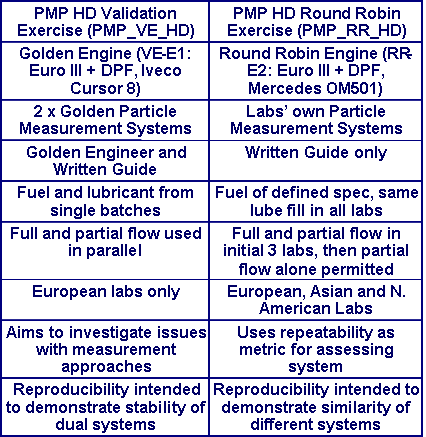 PMP HD Validation
Exercise (PMP_VE_HD)
PMP HD Round Robin
Exercise (PMP_RR_HD)
Golden Engine (VE-E1:
Euro III + DPF, Iveco
Cursor 8)
Round Robin Engine (RR-
E2: Euro III + DPF,
Mercedes OM501)
2 x Golden Particle
Measurement Systems
Labs’ own Particle
Measurement Systems
Golden Engineer and
Written Guide
Written Guide only
Fuel and lubricant from
single batches
Fuel of defined spec, same
lube fill in all labs
Full and partial flow used
in parallel
Full and partial flow in
initial 3 labs, then partial
flow alone permitted
European labs only
European, Asian and N.
American Labs
Aims to investigate issues
with measurement
approaches
Uses repeatability as
metric for assessing
system
Reproducibility intended
to demonstrate stability of
dual systems
Reproducibility intended to
demonstrate similarity of
different systems